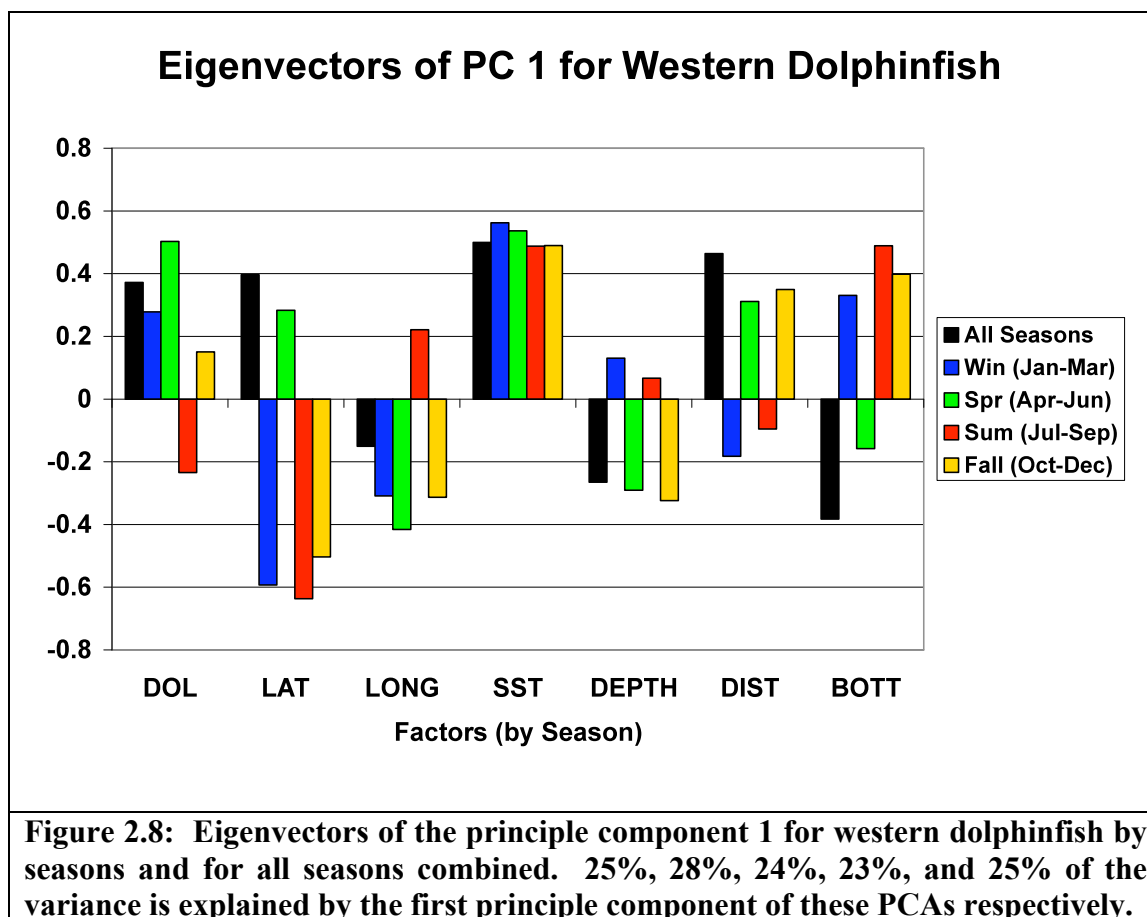 Eigenvectors of PC 1 for Western Dolphinfish
0.8
0.6
0.4
0.2
0
-0.2
-0.4
-0.6
-0.8
DOL LAT LONG SST DEPTH DIST BOTT
Factors (by Season)
All Seasons
Win (Jan-Mar)
Spr (Apr-Jun)
Sum (Jul-Sep)
Fall (Oct-Dec)
Figure 2.8: Eigenvectors of the principle component 1 for western dolphinfish by
seasons and for all seasons combined. 25%, 28%, 24%, 23%, and 25% of the
variance is explained by the first principle component of these PCAs respectively.